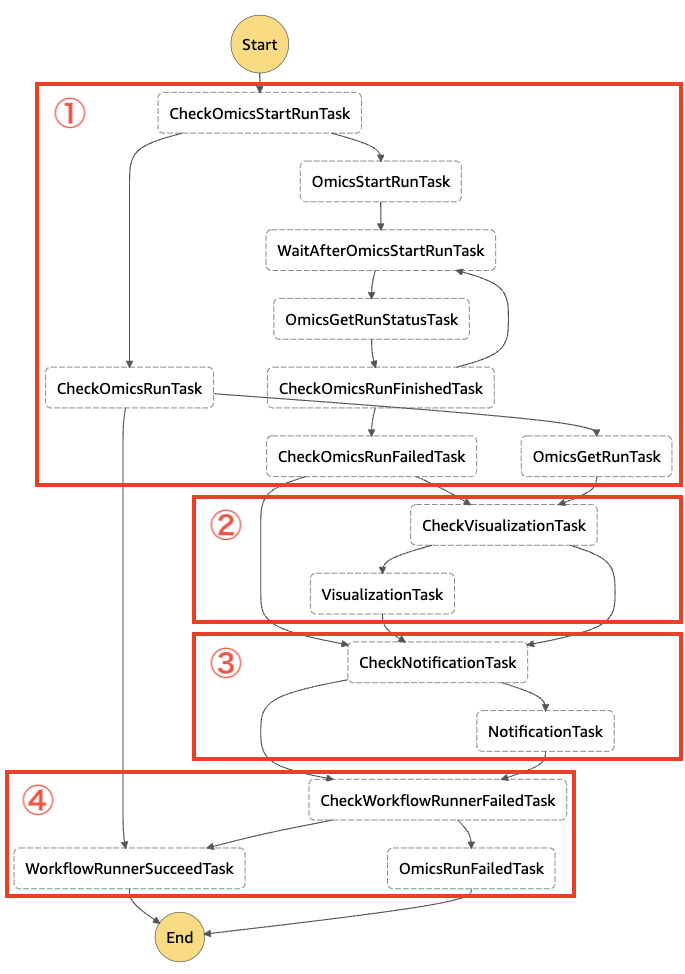 Start
①
CheckOmicsStartRunTask
OmicsStartRunTask
WaitAfterOmicsStartRunTask
OmicsGetRunStatusTask
CheckOmicsRunTask
CheckOmicsRunFinishedTask
CheckOmicsRunFailedTask
OmicsGetRunTask
②
CheckVisualizationTask
VisualizationTask
③
CheckNotificationTask
NotificationTask
④
CheckWorkflowRunnerFailedTask
WorkflowRunnerSucceedTask
OmicsRunFailedTask
End